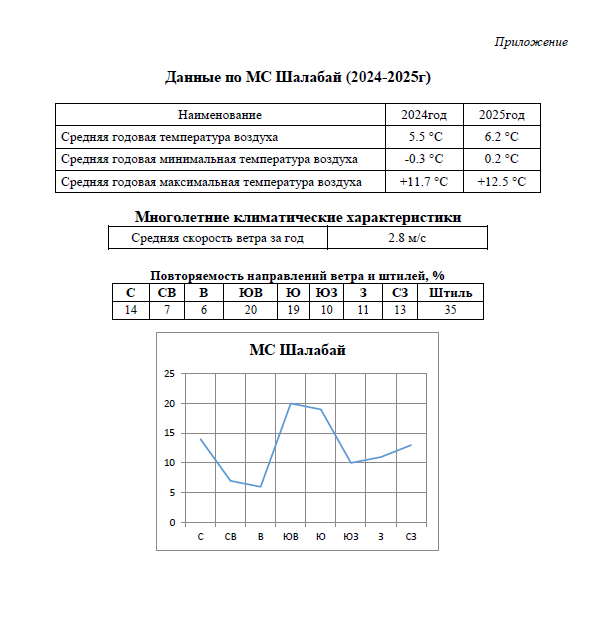 Приложение
Данные по МС Шалабай (2024-2025г)
Наименование 2024год 2025год
Средняя годовая температура воздуха 5.5 °С 6.2 °С
Средняя годовая минимальная температура воздуха -0.3 °С 0.2 °С
Средняя годовая максимальная температура воздуха +11.7 °С +12.5 °С
Многолетние климатические характеристики
Средняя скорость ветра за год 2.8 м/с
Повторяемость направлений ветра и штилей, %
С СВ В ЮВ Ю ЮЗ З СЗ Штиль
14 7 6 20 19 10 11 13 35
МС Шалабай
25
20
15
10
5
0
С СВ В ЮВ Ю ЮЗ З СЗ